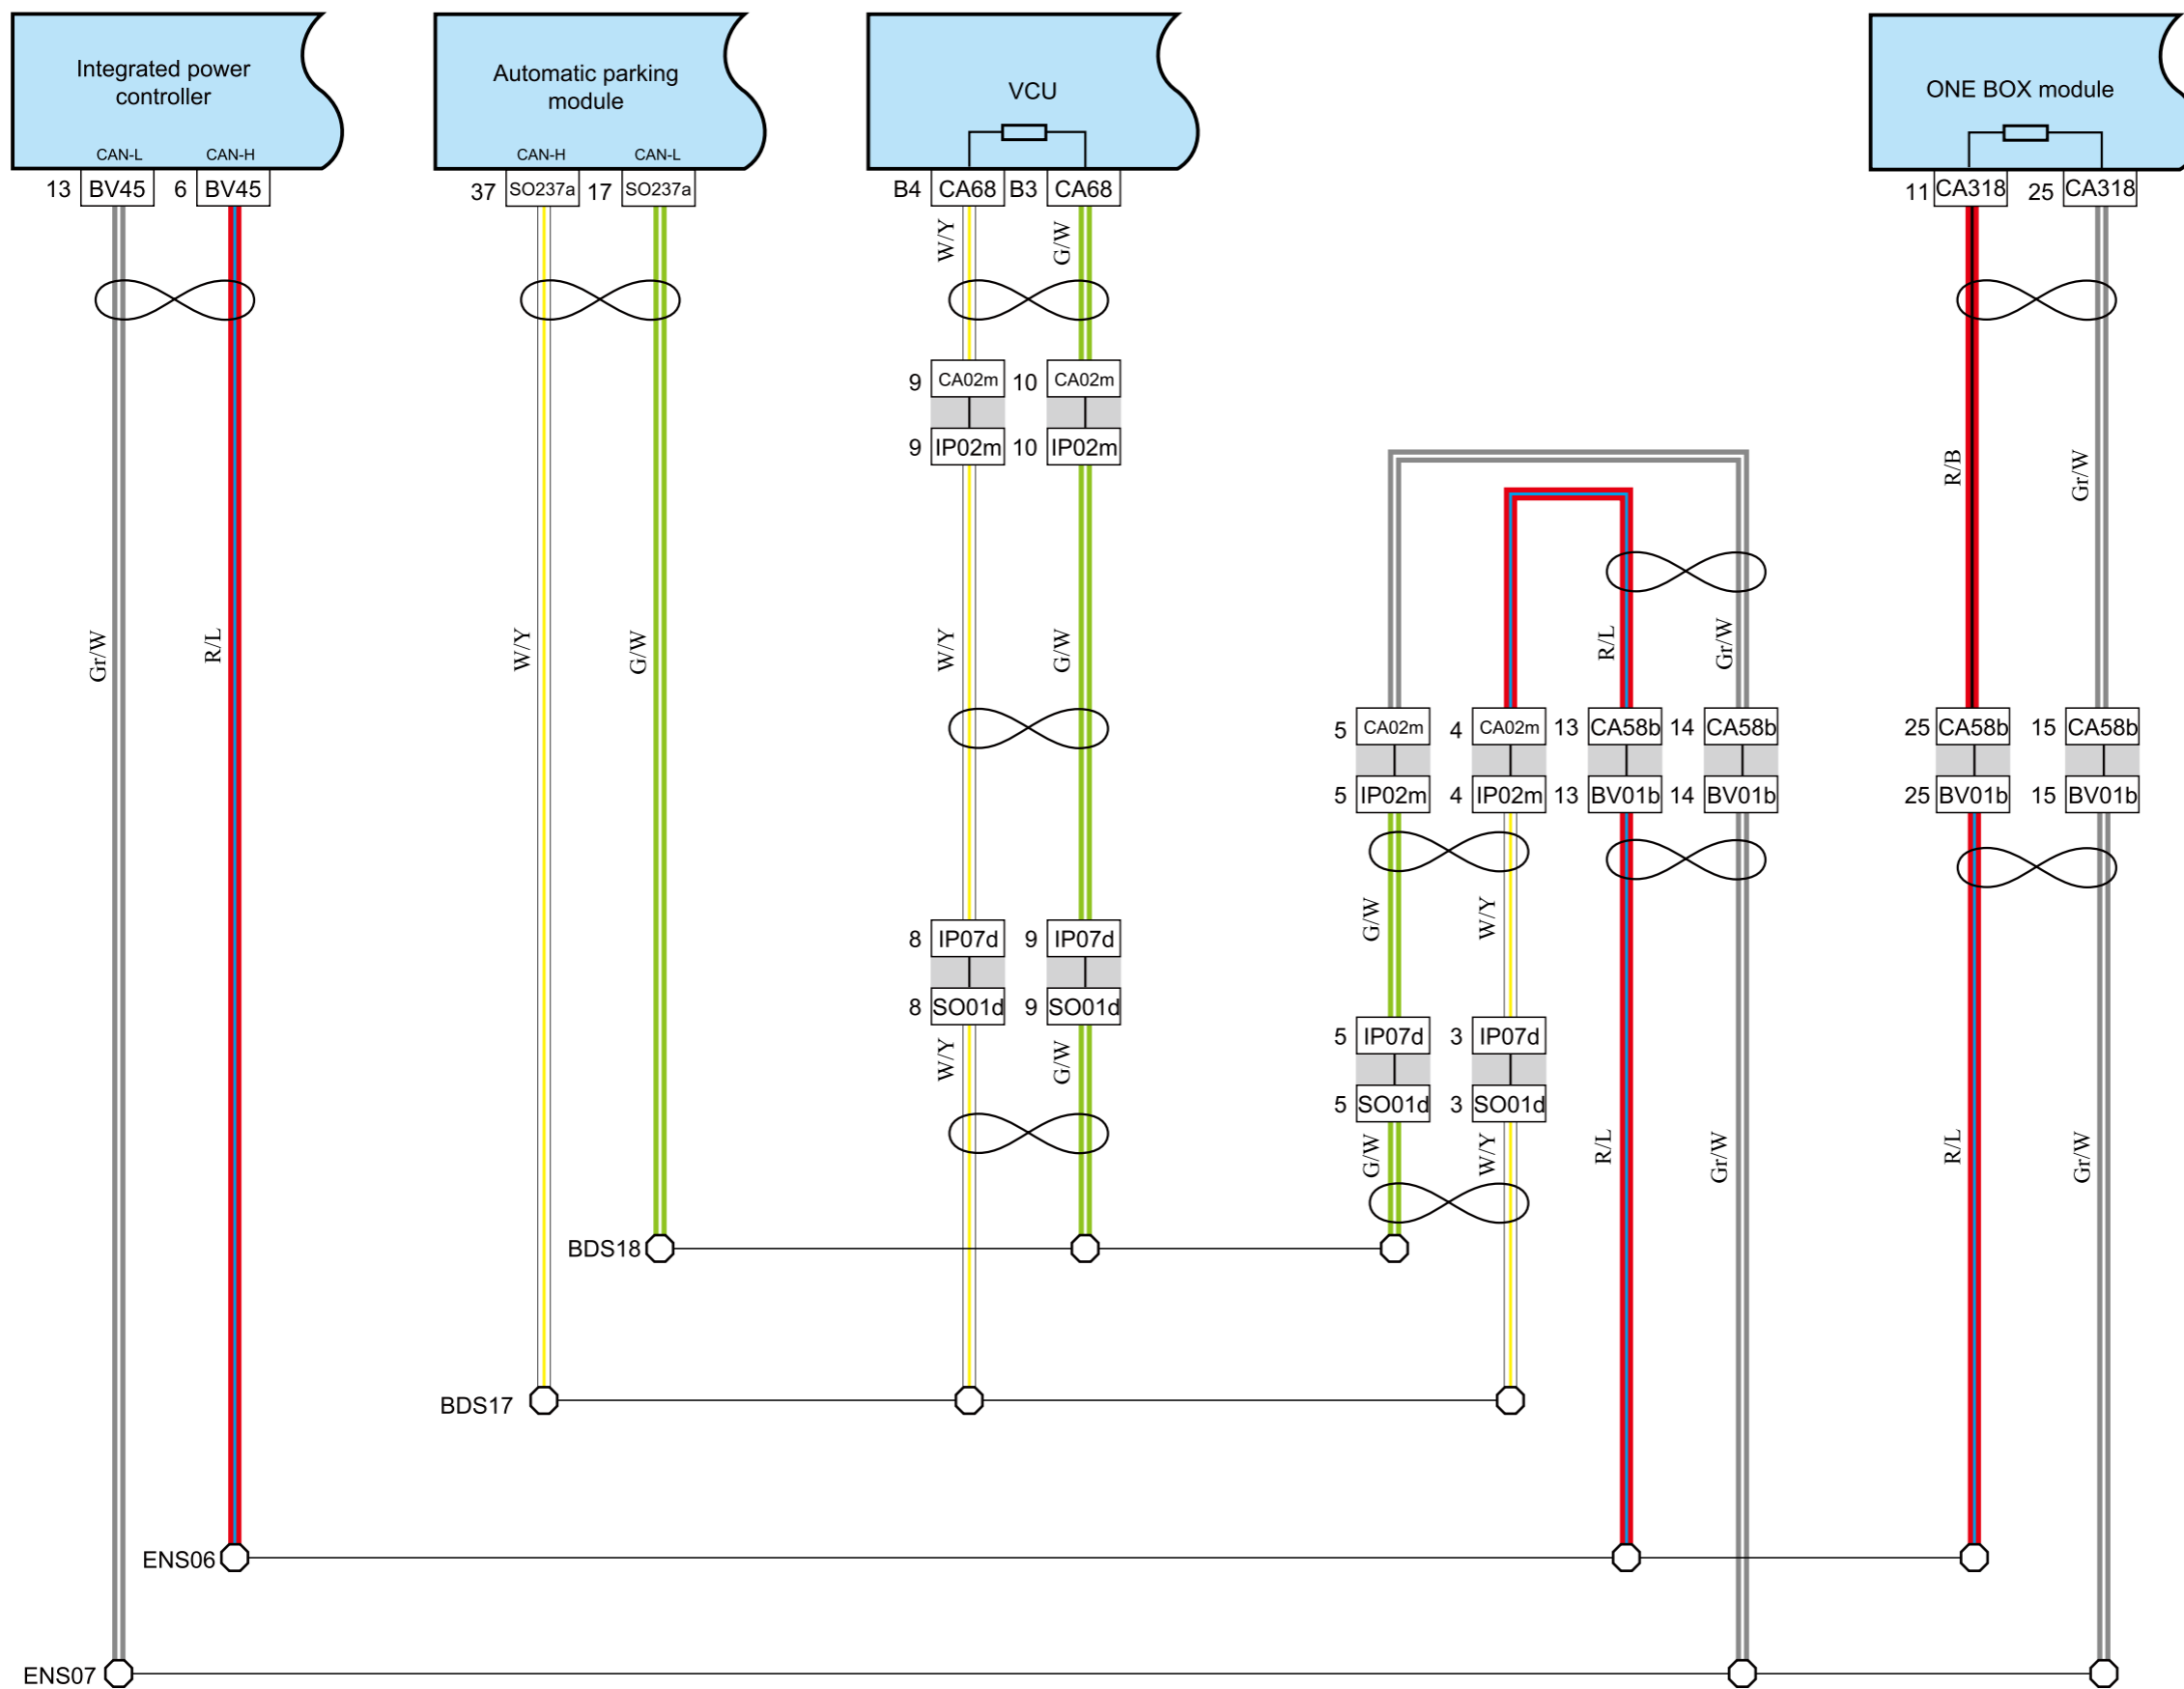 Integrated power
controller
CAN-L CAN-H
13 BV45 6 BV45
Automatic parking
module
CAN-H CAN-L
37 SO237a 17 SO237a
VCU
B4 CA68 B3 CA68
ONE BOX module
11 CA318 25 CA318
W/Y G/W
9 CA02m 10 CA02m
9 IP02m 10 IP02m
R/B Gr/W
Gr/W R/L W/Y G/W W/Y G/W R/L Gr/W
5 CA02m 4 CA02m 13 CA58b 14 CA58b 25 CA58b 15 CA58b
5 IP02m 4 IP02m 13 BV01b 14 BV01b 25 BV01b 15 BV01b
G/W W/Y
8 IP07d 9 IP07d
8 SO01d 9 SO01d
5 IP07d 3 IP07d
W/Y G/W
5 SO01d 3 SO01d
G/W W/Y R/L Gr/W R/L Gr/W
BDS18
BDS17
ENS06
ENS07